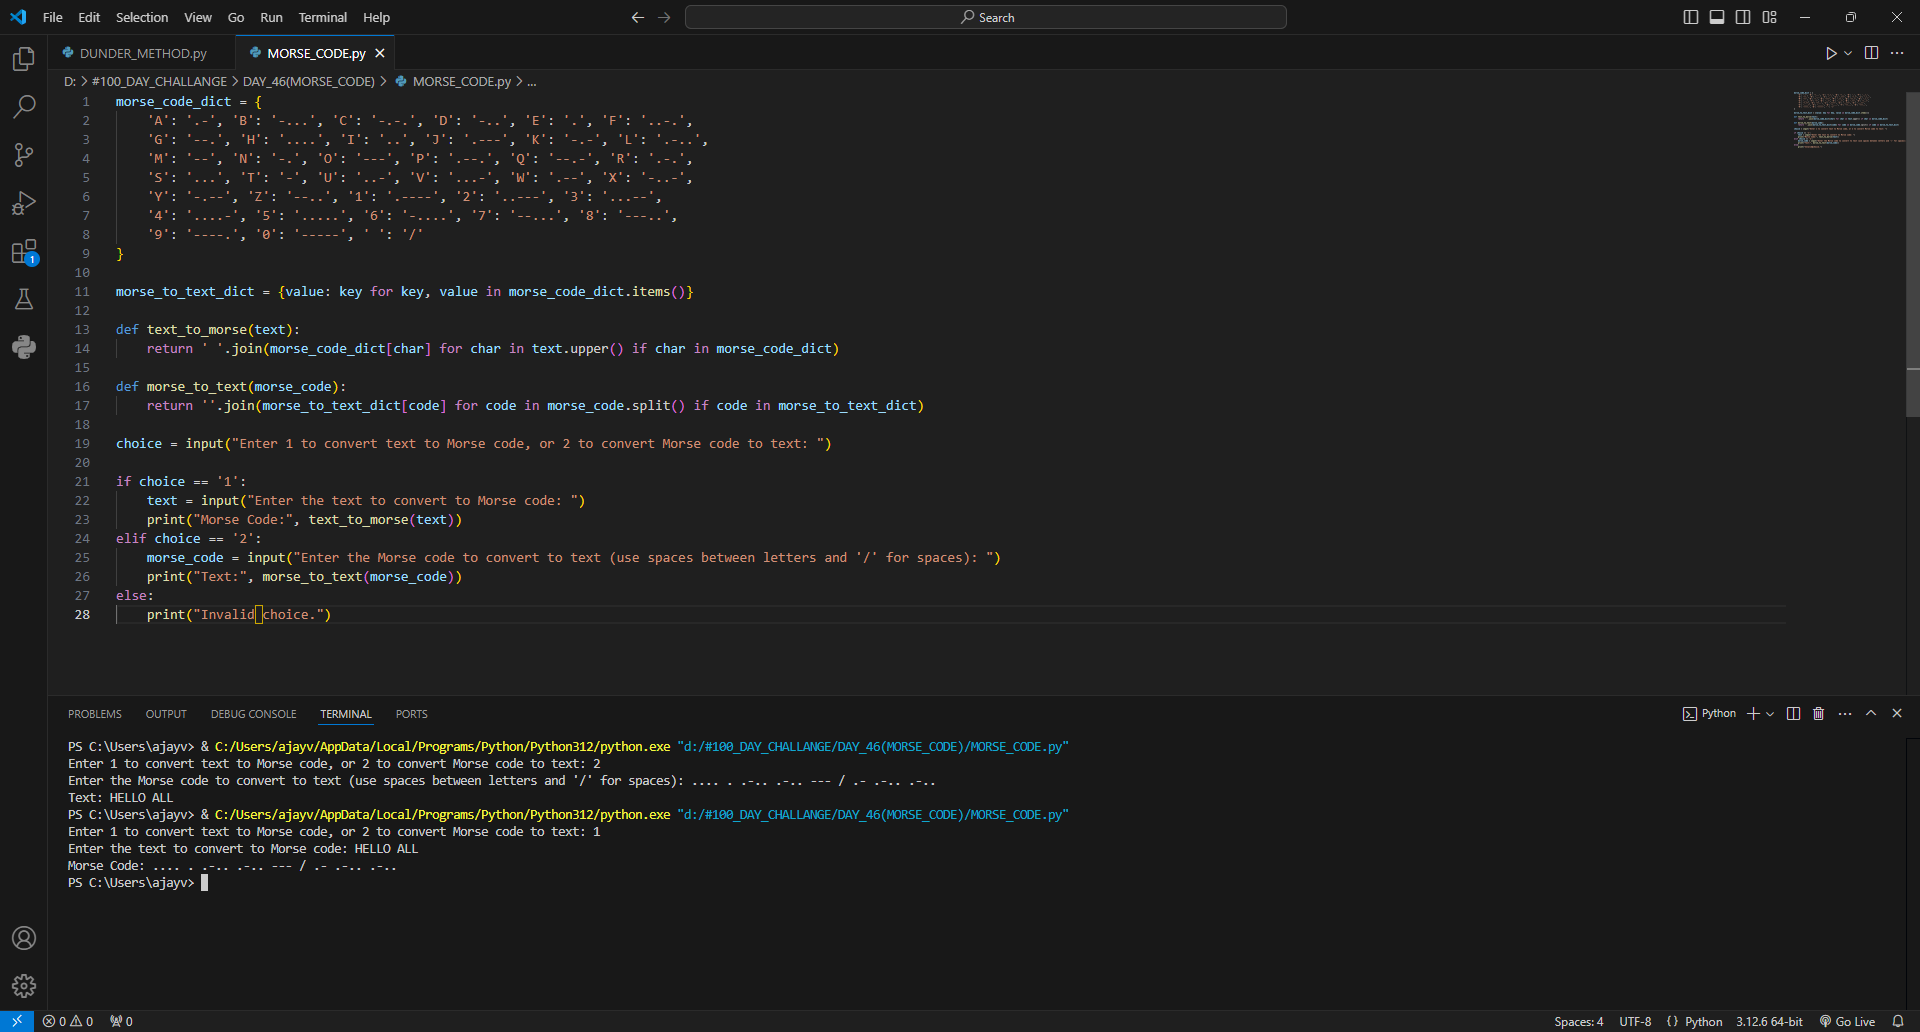 File Edit Selection View Go Run Terminal Help Search
DUNDER_METHOD.py MORSE_CODE.py
D: > #100_DAY_CHALLANGE > DAY_46(MORSE_CODE) > MORSE_CODE.py > ...
1 morse_code_dict = {
2     'A': '.-', 'B': '-...', 'C': '-.-.', 'D': '-..', 'E': '.', 'F': '..-.',
3     'G': '--.', 'H': '....', 'I': '..', 'J': '.---', 'K': '-.-', 'L': '.-..',
4     'M': '--', 'N': '-.', 'O': '---', 'P': '.--.', 'Q': '--.-', 'R': '.-.',
5     'S': '...', 'T': '-', 'U': '..-', 'V': '...-', 'W': '.--', 'X': '-..-',
6     'Y': '-.--', 'Z': '--..', '1': '.----', '2': '..---', '3': '...--',
7     '4': '....-', '5': '.....', '6': '-....', '7': '--...', '8': '---..',
8     '9': '----.', '0': '-----', ' ': '/'
9 }
10
11 morse_to_text_dict = {value: key for key, value in morse_code_dict.items()}
12
13 def text_to_morse(text):
14     return ' '.join(morse_code_dict[char] for char in text.upper() if char in morse_code_dict)
15
16 def morse_to_text(morse_code):
17     return ''.join(morse_to_text_dict[code] for code in morse_code.split() if code in morse_to_text_dict)
18
19 choice = input("Enter 1 to convert text to Morse code, or 2 to convert Morse code to text: ")
20
21 if choice == '1':
22     text = input("Enter the text to convert to Morse code: ")
23     print("Morse Code:", text_to_morse(text))
24 elif choice == '2':
25     morse_code = input("Enter the Morse code to convert to text (use spaces between letters and '/' for spaces): ")
26     print("Text:", morse_to_text(morse_code))
27 else:
28     print("Invalid choice.")
1
PROBLEMS OUTPUT DEBUG CONSOLE TERMINAL PORTS Python
PS C:\Users\ajayv> & C:/Users/ajayv/AppData/Local/Programs/Python/Python312/python.exe "d:/#100_DAY_CHALLANGE/DAY_46(MORSE_CODE)/MORSE_CODE.py"
Enter 1 to convert text to Morse code, or 2 to convert Morse code to text: 2
Enter the Morse code to convert to text (use spaces between letters and '/' for spaces): .... . .-.. .-.. --- / .- .-.. .-..
Text: HELLO ALL
PS C:\Users\ajayv> & C:/Users/ajayv/AppData/Local/Programs/Python/Python312/python.exe "d:/#100_DAY_CHALLANGE/DAY_46(MORSE_CODE)/MORSE_CODE.py"
Enter 1 to convert text to Morse code, or 2 to convert Morse code to text: 1
Enter the text to convert to Morse code: HELLO ALL
Morse Code: .... . .-.. .-.. --- / .- .-.. .-..
PS C:\Users\ajayv>
0 0 0 Spaces: 4 UTF-8 {} Python 3.12.6 64-bit Go Live